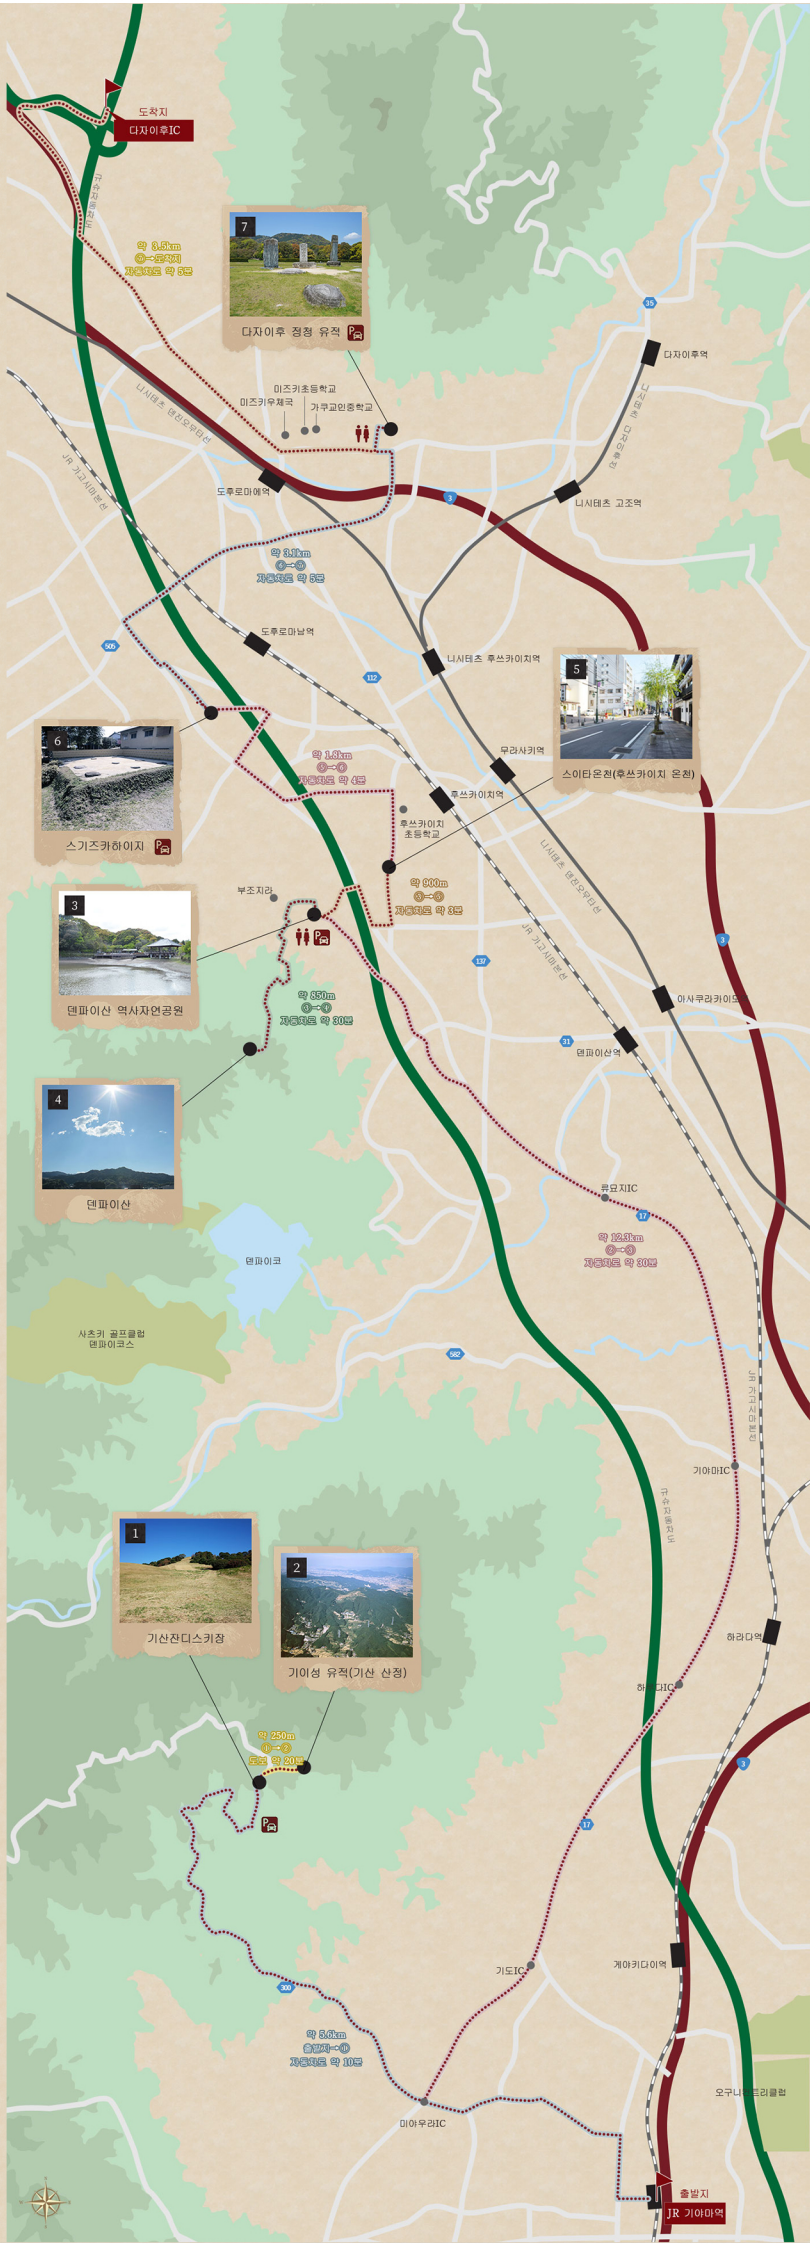 도착지
다자이후IC
규슈자동차도
약 3.5km
⑦→도착지
자동차로 약 5분
7
다자이후 정청 유적
P
35
다자이후역
니시테츠 다자이후선
미즈키초등학교
미즈키우체국
가쿠교인중학교
니시테츠 덴진오무타선
JR 가고시마본선
도후로마에역
3
니시테츠 고조역
약 3.1km
⑥→⑦
자동차로 약 5분
505
도후로마남역
니시테츠 후쓰카이치역
112
5
스이타온천(후쓰카이치 온천)
무라사키역
6
스기즈카하이지
P
약 1.8km
⑤→⑥
자동차로 약 4분
후쓰카이치역
후쓰카이치
초등학교
니시테츠 덴진오무타선
JR 가고시마본선
3
덴파이산 역사자연공원
부조지라
P
약 900m
③→⑤
자동차로 약 3분
137
3
아사쿠라카이도역
31
덴파이산역
약 850m
③→④
자동차로 약 30분
4
덴파이산
류묘지IC
17
약 12.3km
②→③
자동차로 약 30분
덴파이코
사츠키 골프클럽
덴파이코스
582
JR 가고시마본선
기야마IC
규슈자동차도
1
기산잔디스키장
2
기이성 유적(기산 산정)
하라다역
하라다IC
약 250m
①→②
도보 약 20분
P
3
17
기도IC
게야키다이역
300
약 5.6km
출발지→①
자동차로 약 10분
미야우라IC
출발지
JR 기야마역